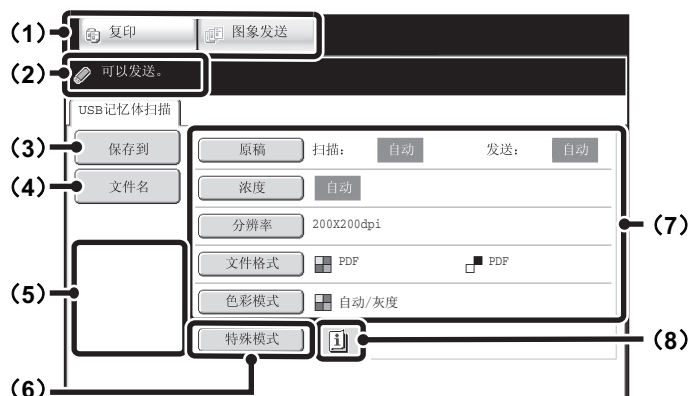 (1) 复印 图象发送
(2) 可以发送。
USB记忆体扫描
(3) 保存到 原稿 扫描： 自动 发送： 自动
(4) 文件名 浓度 自动
分辨率 200X200dpi (7)
文件格式 PDF PDF
(5) 色彩模式 自动/灰度
特殊模式 i (8)
(6)